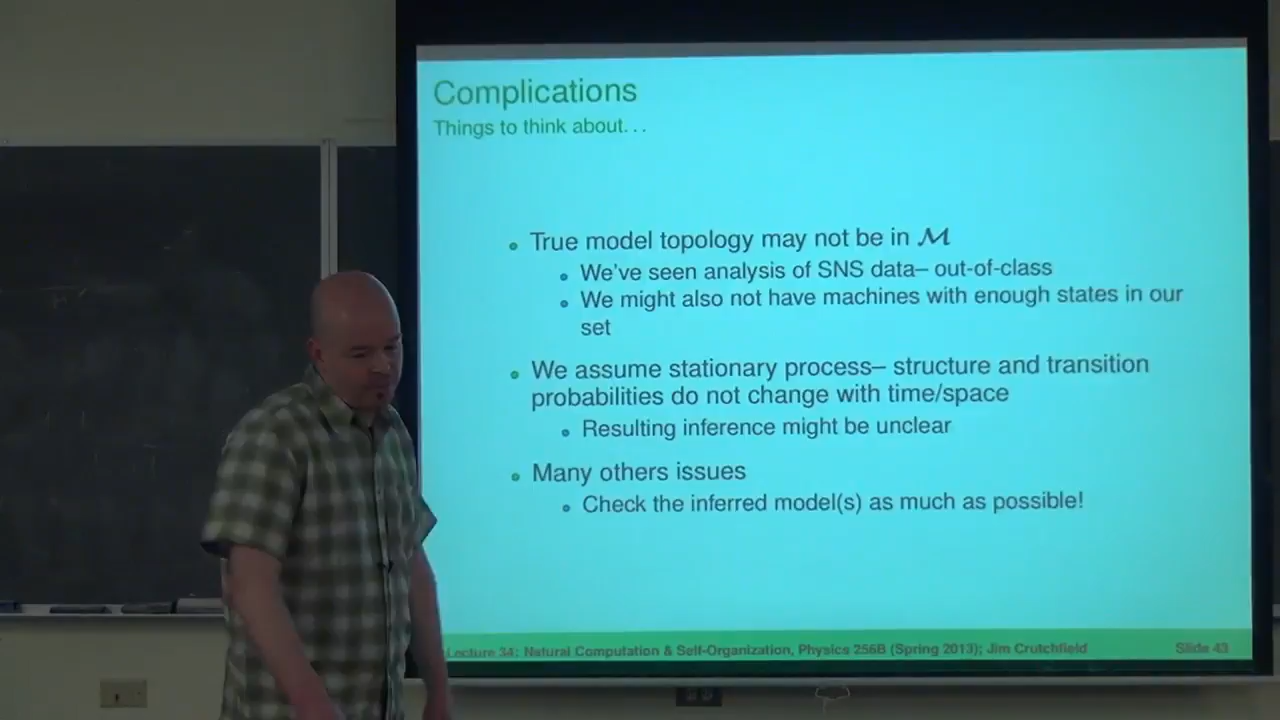 Complications
Things to think about...
True model topology may not be in ℳ
We've seen analysis of SNS data– out-of-class
We might also not have machines with enough states in our
set
We assume stationary process– structure and transition
probabilities do not change with time/space
Resulting inference might be unclear
Many others issues
Check the inferred model(s) as much as possible!
Lecture 34: Natural Computation & Self-Organization, Physics 256B (Spring 2013); Jim Crutchfield
Slide 43